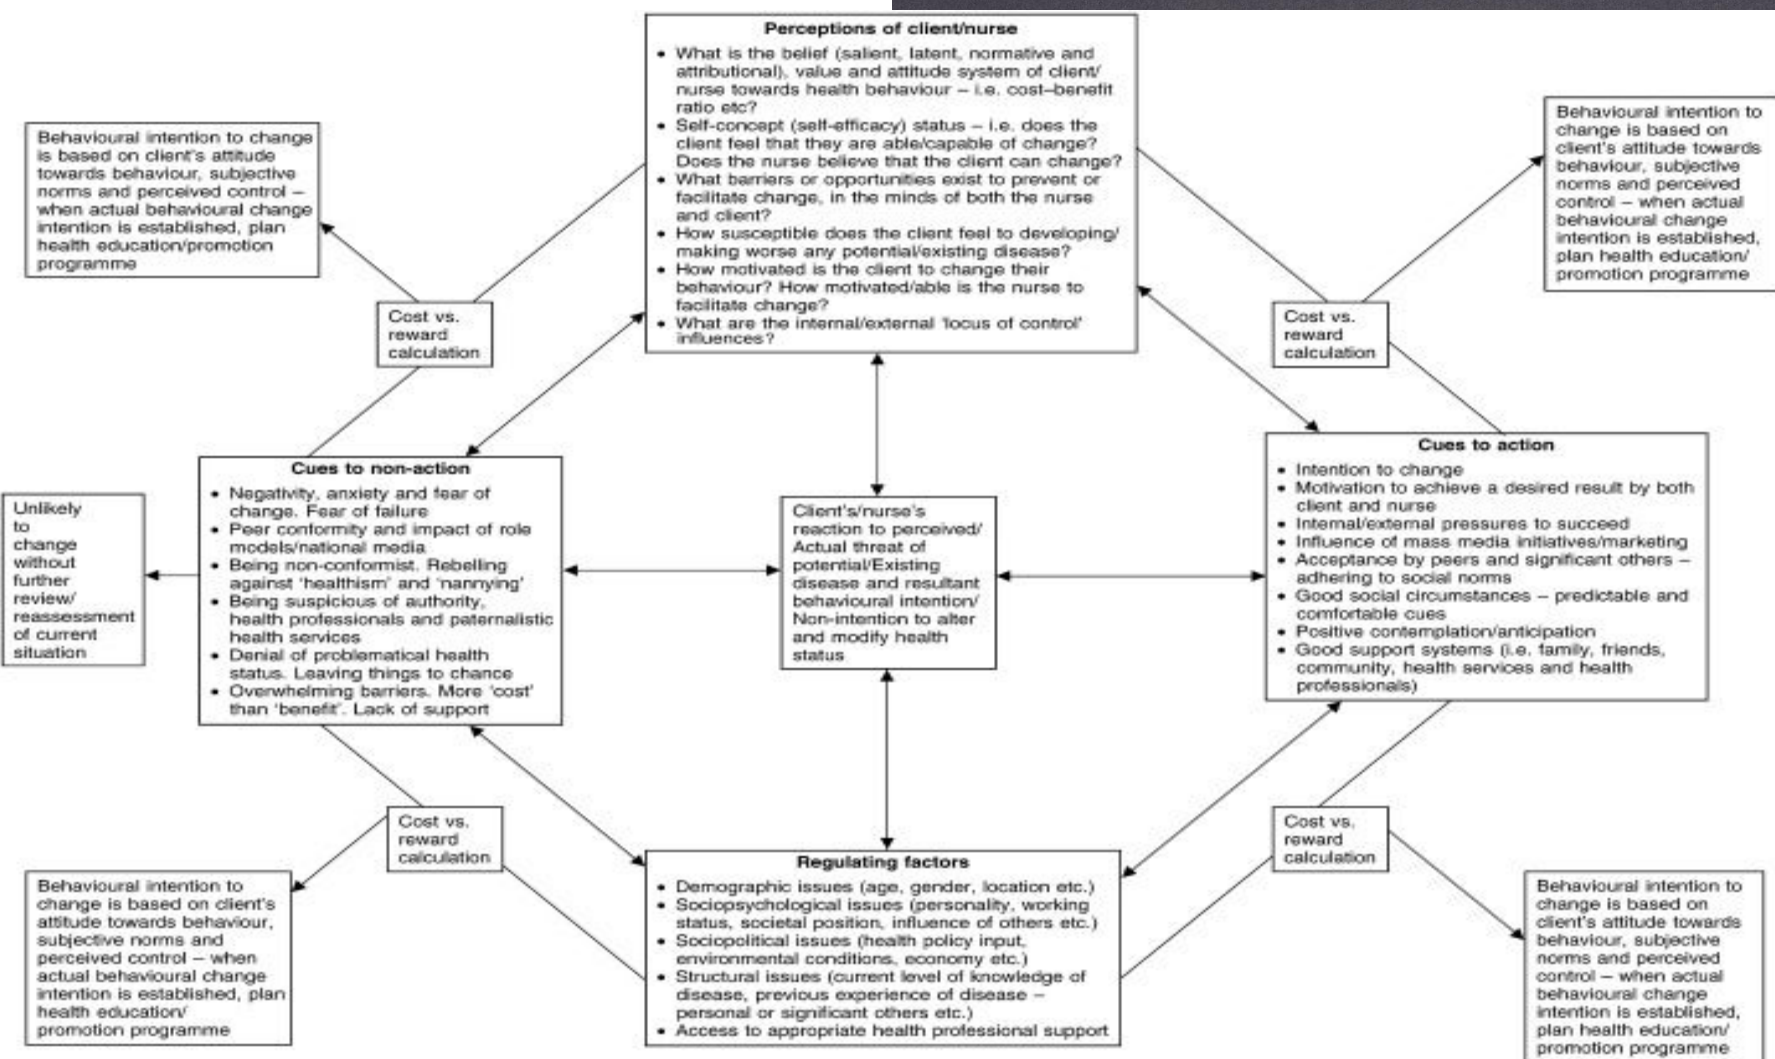 Perceptions of client/nurse
• What is the belief (salient, latent, normative and
attributional), value and attitude system of client/
nurse towards health behaviour – i.e. cost–benefit
ratio etc?
• Self-concept (self-efficacy) status – i.e. does the
client feel that they are able/capable of change?
Does the nurse believe that the client can change?
• What barriers or opportunities exist to prevent or
facilitate change, in the minds of both the nurse
and client?
• How susceptible does the client feel to developing/
making worse any potential/existing disease?
• How motivated is the client to change their
behaviour? How motivated/able is the nurse to
facilitate change?
• What are the internal/external 'locus of control'
influences?
Behavioural intention to change
is based on client's attitude
towards behaviour, subjective
norms and perceived control –
when actual behavioural change
intention is established, plan
health education/promotion
programme
Behavioural intention to
change is based on
client's attitude towards
behaviour, subjective
norms and perceived
control – when actual
behavioural change
intention is established,
plan health education/
promotion programme
Cost vs.
reward
calculation
Cost vs.
reward
calculation
Unlikely
to
change
without
further
review/
reassessment
of current
situation
Cues to non-action
• Negativity, anxiety and fear of
change. Fear of failure
• Peer conformity and impact of role
models/national media
• Being non-conformist. Rebelling
against 'healthism' and 'nannying'
• Being suspicious of authority,
health professionals and paternalistic
health services
• Denial of problematical health
status. Leaving things to chance
• Overwhelming barriers. More 'cost'
than 'benefit'. Lack of support
Client's/nurse's
reaction to perceived/
Actual threat of
potential/Existing
disease and resultant
behavioural intention/
Non-intention to alter
and modify health
status
Cues to action
• Intention to change
• Motivation to achieve a desired result by both
client and nurse
• Internal/external pressures to succeed
• Influence of mass media initiatives/marketing
• Acceptance by peers and significant others –
adhering to social norms
• Good social circumstances – predictable and
comfortable cues
• Positive contemplation/anticipation
• Good support systems (i.e. family, friends,
community, health services and health
professionals)
Cost vs.
reward
calculation
Cost vs.
reward
calculation
Behavioural intention to
change is based on client's
attitude towards behaviour,
subjective norms and
perceived control – when
actual behavioural change
intention is established, plan
health education/
promotion programme
Regulating factors
• Demographic issues (age, gender, location etc.)
• Sociopsychological issues (personality, working
status, societal position, influence of others etc.)
• Sociopolitical issues (health policy input,
environmental conditions, economy etc.)
• Structural issues (current level of knowledge of
disease, previous experience of disease –
personal or significant others etc.)
• Access to appropriate health professional support
Behavioural intention to
change is based on
client's attitude towards
behaviour, subjective
norms and perceived
control – when actual
behavioural change
intention is established,
plan health education/
promotion programme